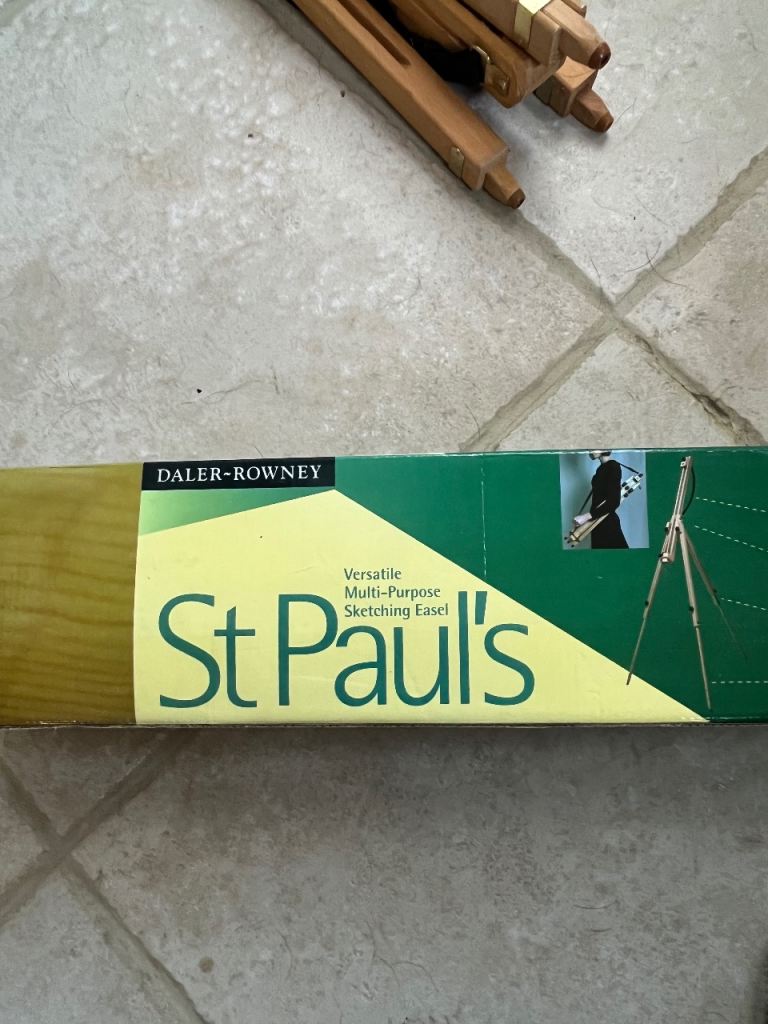 DALER~ROWNEY
Versatile
Multi-Purpose
Sketching Easel
St Paul's